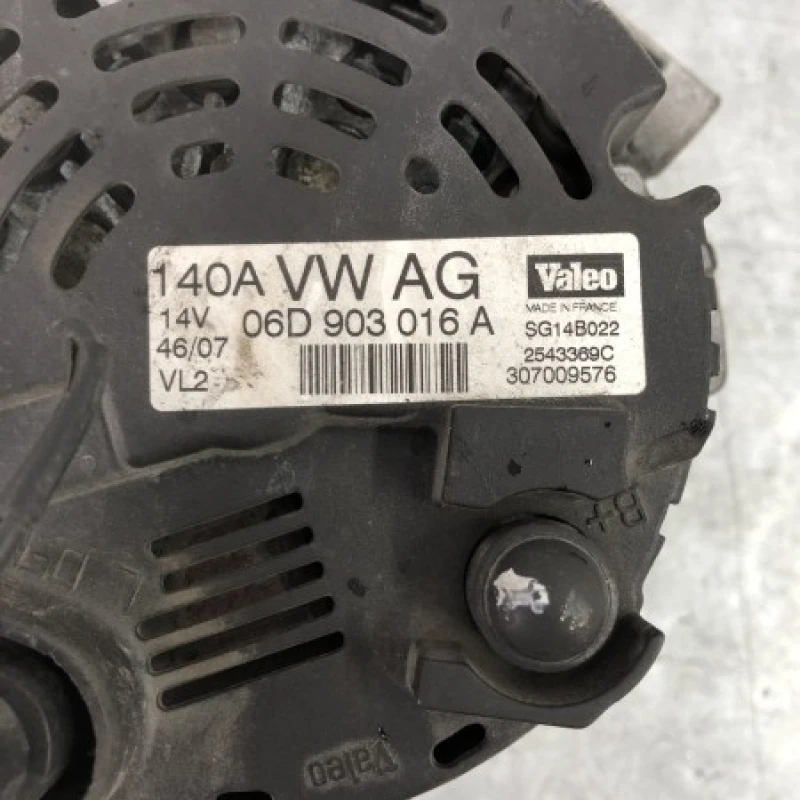 140A VW AG
14V 06D 903 016 A
46/07
VL2
Valeo
MADE IN FRANCE
SG14B022
2543369C
307009576
B+
Valeo